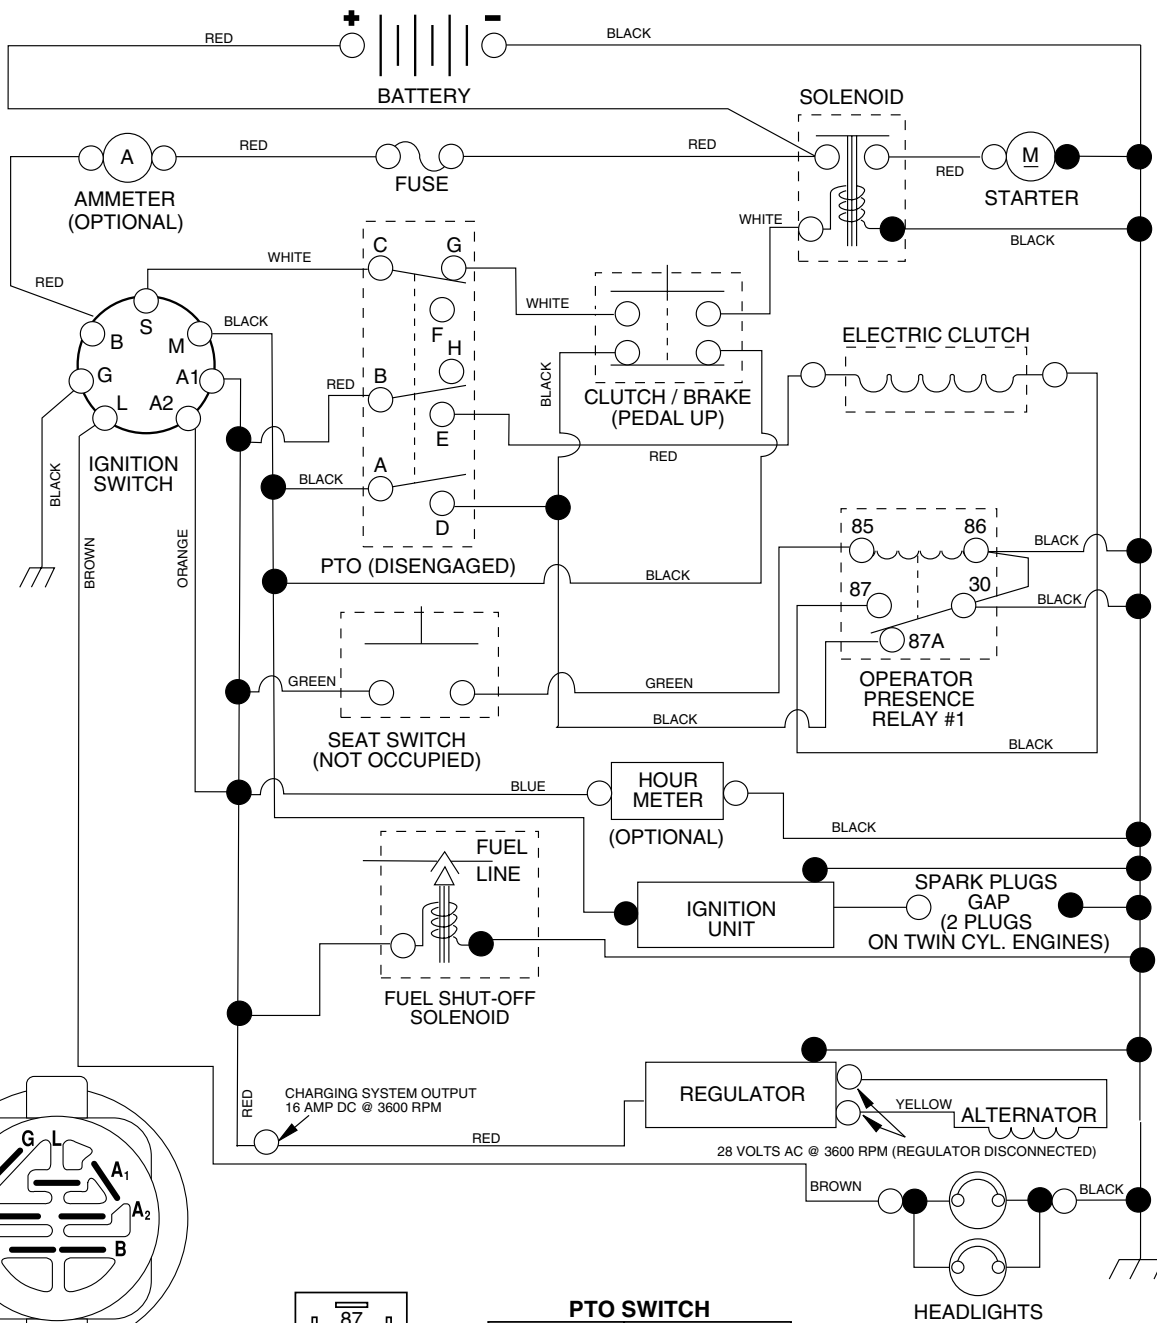 + -
RED
BLACK
BATTERY
SOLENOID
A
RED
RED
M
RED
AMMETER
(OPTIONAL)
FUSE
STARTER
WHITE
BLACK
C G
WHITE
RED
WHITE
S
BLACK
F
B
M
ELECTRIC CLUTCH
H
G
A1
B
RED
BLACK
CLUTCH / BRAKE
(PEDAL UP)
L
A2
E
RED
IGNITION
SWITCH
BLACK
A
BLACK
D
85 86
BLACK
BROWN
ORANGE
PTO (DISENGAGED)
BLACK
87 30
BLACK
87A
GREEN
GREEN
OPERATOR
PRESENCE
RELAY #1
BLACK
SEAT SWITCH
(NOT OCCUPIED)
BLACK
BLUE
HOUR
METER
(OPTIONAL)
BLACK
FUEL
LINE
SPARK PLUGS
GAP
(2 PLUGS
ON TWIN CYL. ENGINES)
IGNITION
UNIT
FUEL SHUT-OFF
SOLENOID
RED
CHARGING SYSTEM OUTPUT
16 AMP DC @ 3600 RPM
REGULATOR
YELLOW
ALTERNATOR
RED
28 VOLTS AC @ 3600 RPM (REGULATOR DISCONNECTED)
G L
A1
A2
B
BROWN
BLACK
HEADLIGHTS
87
PTO SWITCH